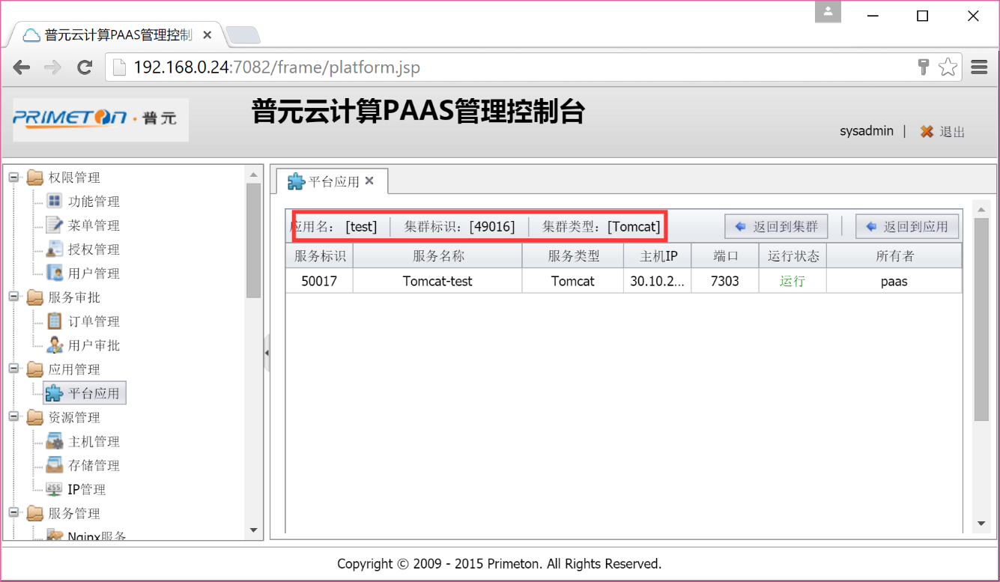 普元云计算PAAS管理控制
192.168.0.24:7082/frame/platform.jsp
PRIMETON·普元
普元云计算PAAS管理控制台
sysadmin | 退出
权限管理
功能管理
菜单管理
授权管理
用户管理
服务审批
订单管理
用户审批
应用管理
平台应用
资源管理
主机管理
存储管理
255
IP管理
服务管理
Nginx服务
平台应用
应用名： [test] 集群标识：[49016] 集群类型：[Tomcat] 返回到集群 返回到应用
服务标识 服务名称 服务类型 主机IP 端口 运行状态 所有者
50017 Tomcat-test Tomcat 30.10.2... 7303 运行 paas
Copyright © 2009 - 2015 Primeton. All Rights Reserved.